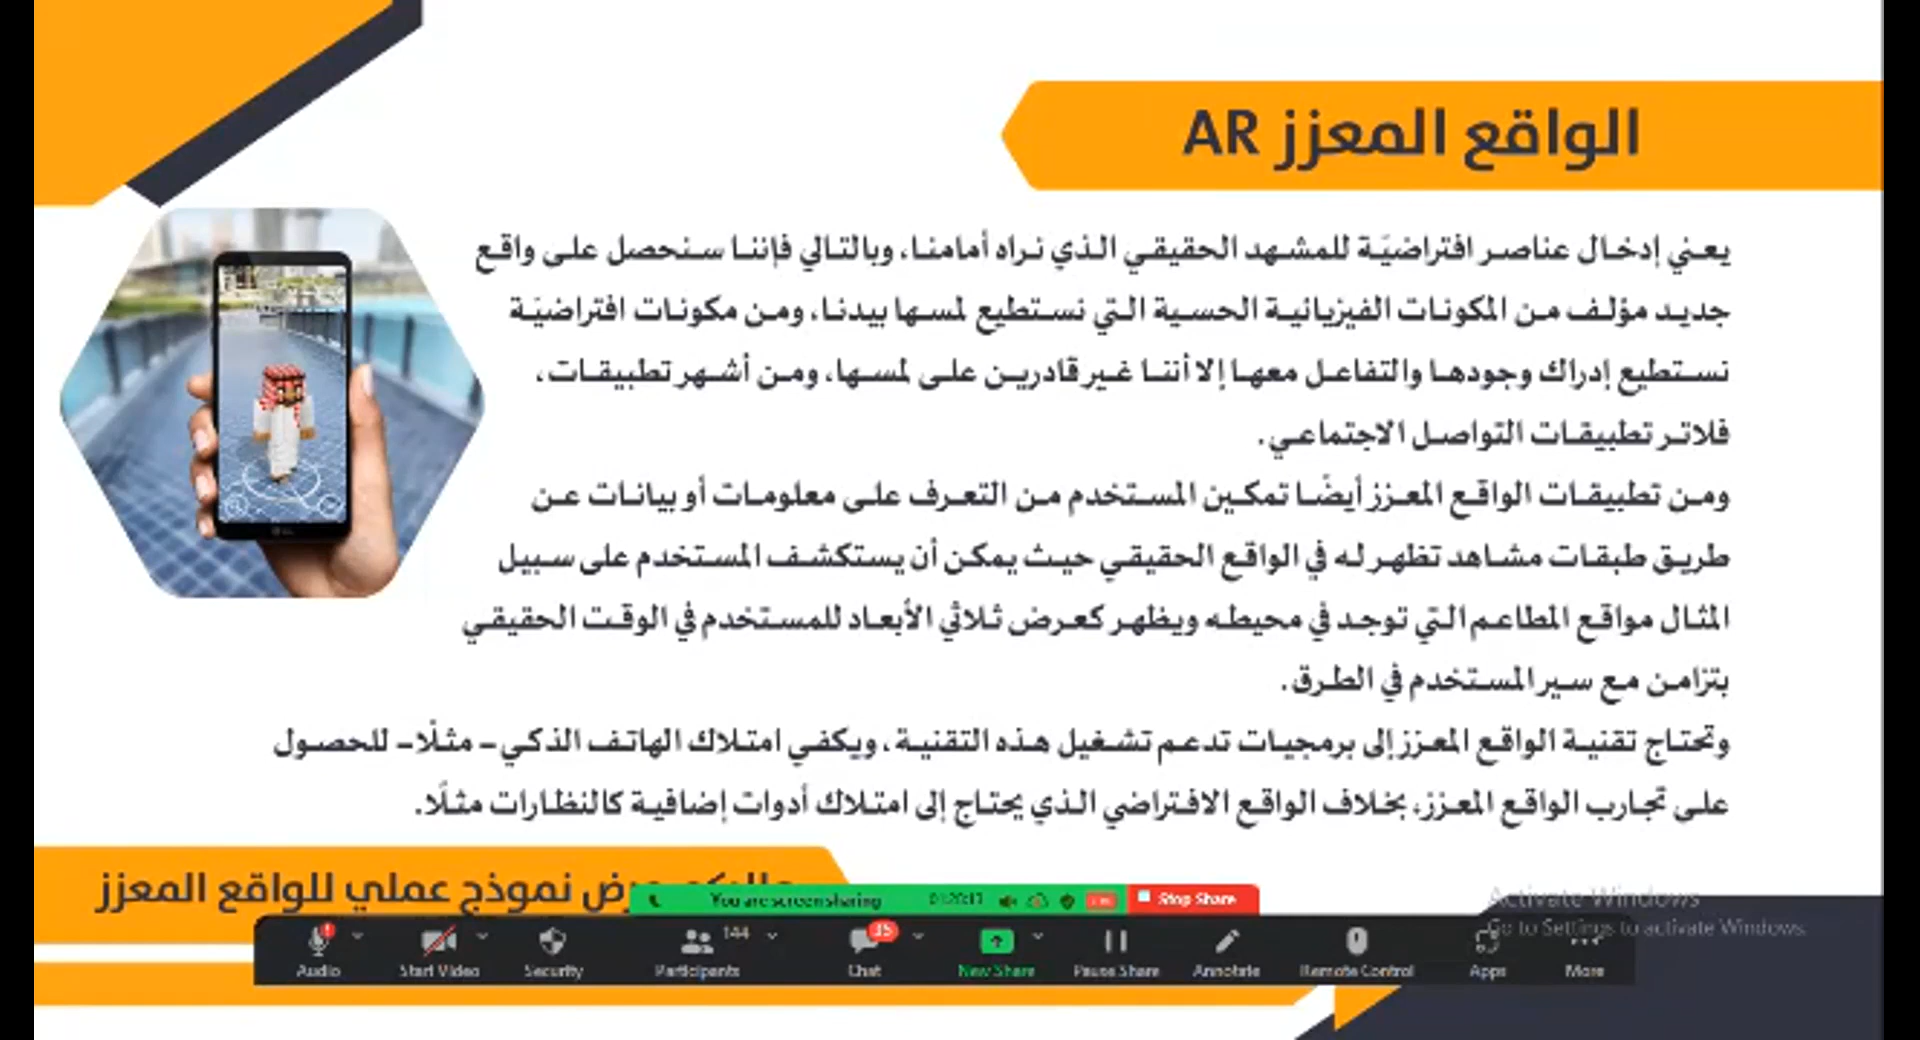 الواقع المعزز AR
يعني إدخال عناصر افتراضيّة للمشهد الحقيقي الذي نراه أمامنا، وبالتالي فإننا سنحصل على واقع
جديد مؤلف من المكونات الفيزيائية الحسية التي نستطيع لمسها بيدنا، ومن مكونات افتراضيّة
نستطيع إدراك وجودها والتفاعل معها إلا أننا غير قادرين على لمسها، ومن أشهر تطبيقات،
فلاتر تطبيقات التواصل الاجتماعي.
ومن تطبيقات الواقع المعزز أيضًا تمكين المستخدم من التعرف على معلومات أو بيانات عن
طريق طبقات مشاهد تظهر له في الواقع الحقيقي حيث يمكن أن يستكشف المستخدم على سبيل
المثال مواقع المطاعم التي توجد في محيطه ويظهر كعرض ثلاثي الأبعاد للمستخدم في الوقت الحقيقي
بتزامن مع سير المستخدم في الطرق.
وتحتاج تقنية الواقع المعزز إلى برمجيات تدعم تشغيل هذه التقنية، ويكفي امتلاك الهاتف الذكي– مثلًا– للحصول
على تجارب الواقع المعزز، بخلاف الواقع الافتراضي الذي يحتاج إلى امتلاك أدوات إضافية كالنظارات مثلًا.
نموذج عملي للواقع المعزز
You are screen sharing
Stop Share
Activate Windows
Go to Settings to activate Windows.
144
35
Audio Start Video Security Participants Chat New Share Pause Share Annotate Remote Control Apps More